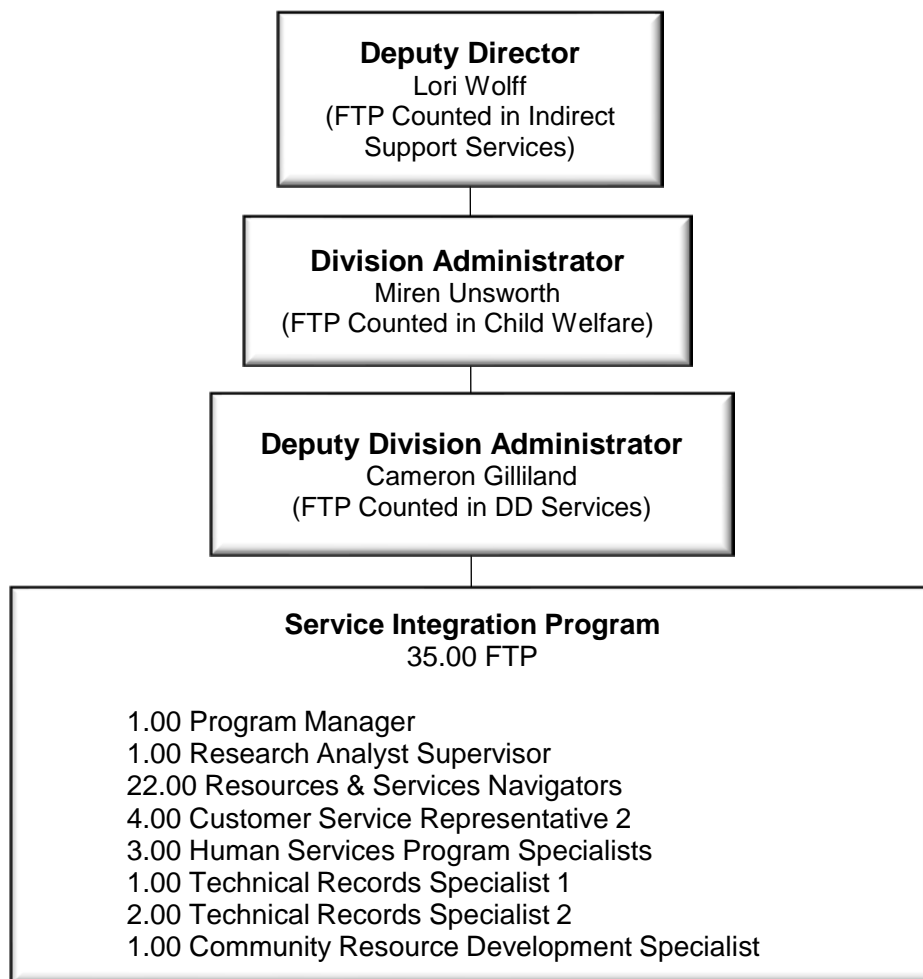 Deputy Director
Lori Wolff
(FTP Counted in Indirect
Support Services)
Division Administrator
Miren Unsworth
(FTP Counted in Child Welfare)
Deputy Division Administrator
Cameron Gilliland
(FTP Counted in DD Services)
Service Integration Program
35.00 FTP
1.00 Program Manager
1.00 Research Analyst Supervisor
22.00 Resources & Services Navigators
4.00 Customer Service Representative 2
3.00 Human Services Program Specialists
1.00 Technical Records Specialist 1
2.00 Technical Records Specialist 2
1.00 Community Resource Development Specialist